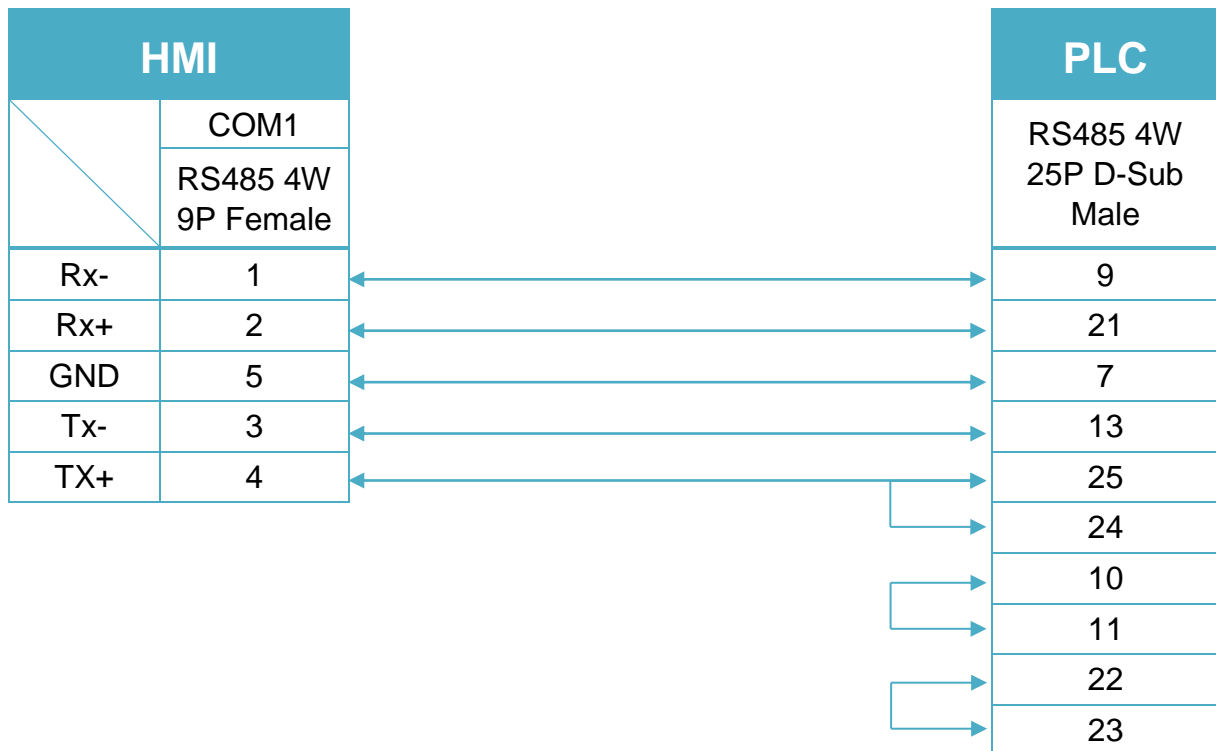 HMI
PLC
COM1
RS485 4W
9P Female
RS485 4W
25P D-Sub
Male
Rx- 1 9
Rx+ 2 21
GND 5 7
Tx- 3 13
TX+ 4 25
24
10
11
22
23